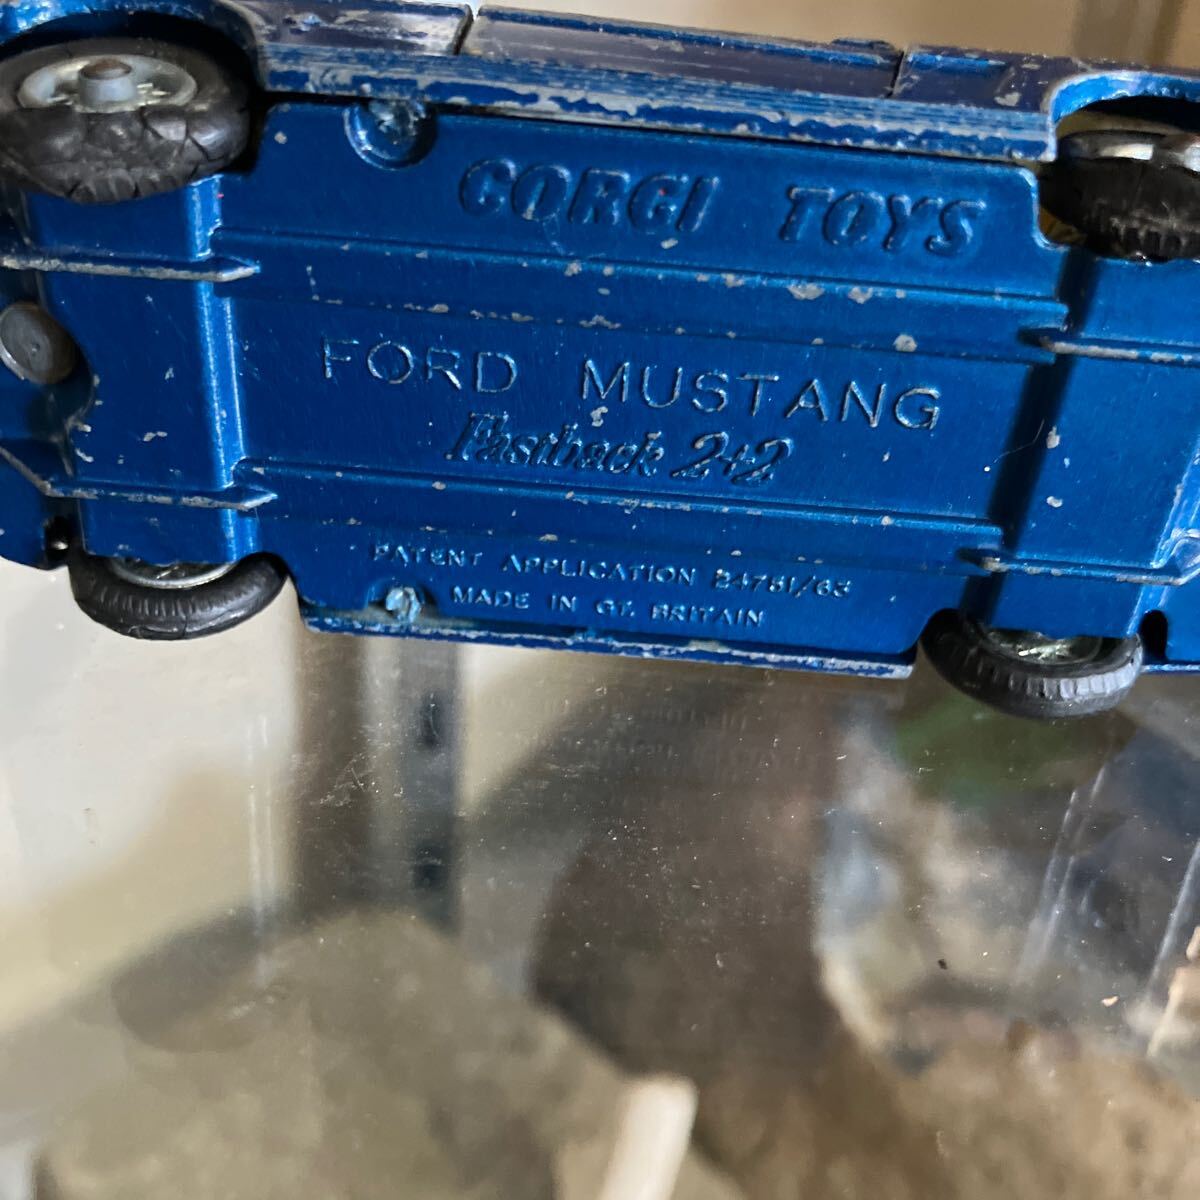 CORGI TOYS
FORD MUSTANG
Fastback 2+2
PATENT APPLICATION 24751/63
MADE IN GT. BRITAIN